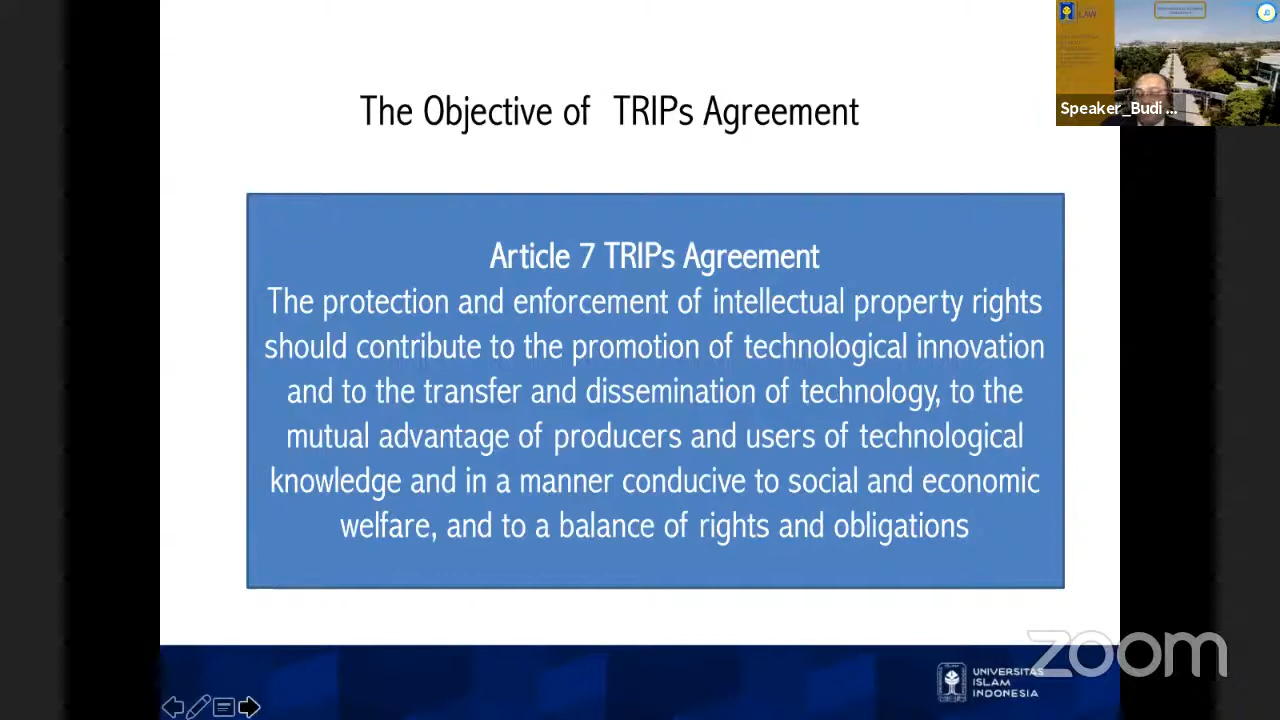 The Objective of TRIPs Agreement
LAW
Speaker_Budi ...
Article 7 TRIPs Agreement
The protection and enforcement of intellectual property rights
should contribute to the promotion of technological innovation
and to the transfer and dissemination of technology, to the
mutual advantage of producers and users of technological
knowledge and in a manner conducive to social and economic
welfare, and to a balance of rights and obligations
zoom
UNIVERSITAS
ISLAM
INDONESIA